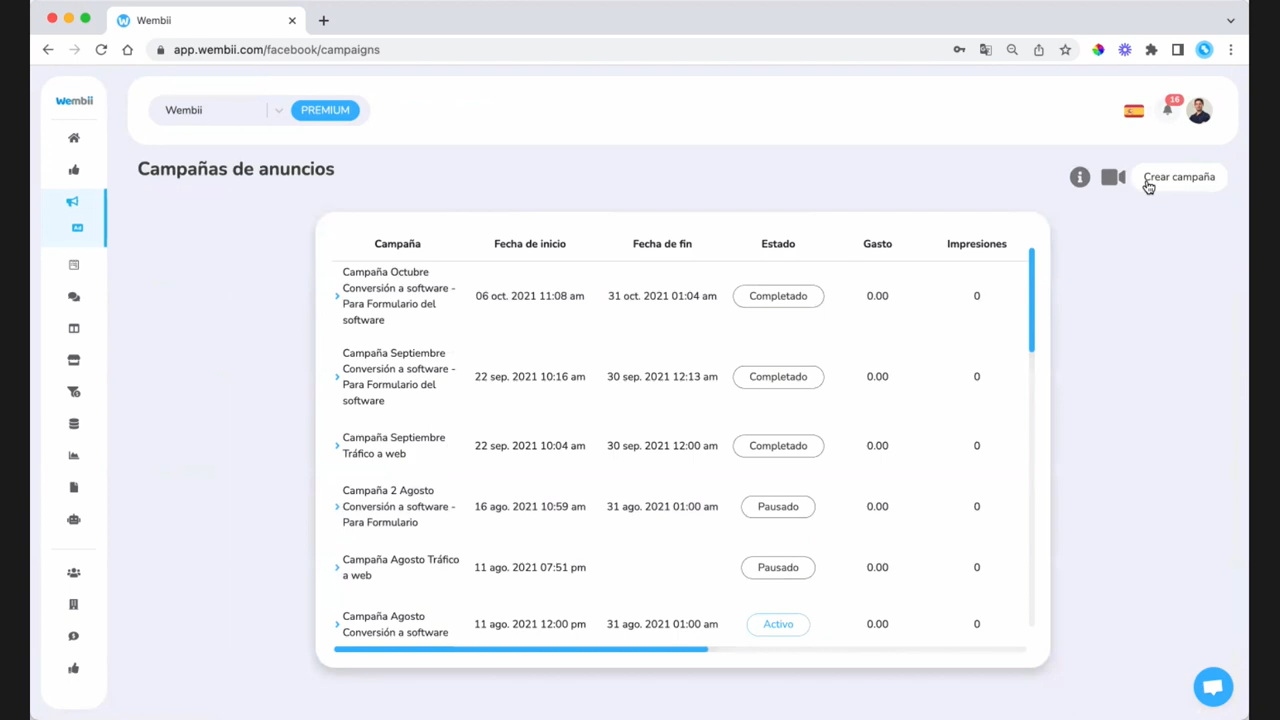 Wembii
app.wembii.com/facebook/campaigns
Wembii
Wembii
PREMIUM
16
Campañas de anuncios
Crear campaña
Campaña
Fecha de inicio
Fecha de fin
Estado
Gasto
Impresiones
Campaña Octubre
Conversión a software -
Para Formulario del
software
06 oct. 2021 11:08 am
31 oct. 2021 01:04 am
Completado
0.00
0
Campaña Septiembre
Conversión a software -
Para Formulario del
software
22 sep. 2021 10:16 am
30 sep. 2021 12:13 am
Completado
0.00
0
Campaña Septiembre
Tráfico a web
22 sep. 2021 10:04 am
30 sep. 2021 12:00 am
Completado
0.00
0
Campaña 2 Agosto
Conversión a software -
Para Formulario
16 ago. 2021 10:59 am
31 ago. 2021 01:00 am
Pausado
0.00
0
Campaña Agosto Tráfico
a web
11 ago. 2021 07:51 pm
Pausado
0.00
0
Campaña Agosto
Conversión a software
11 ago. 2021 12:00 pm
31 ago. 2021 01:00 am
Activo
0.00
0